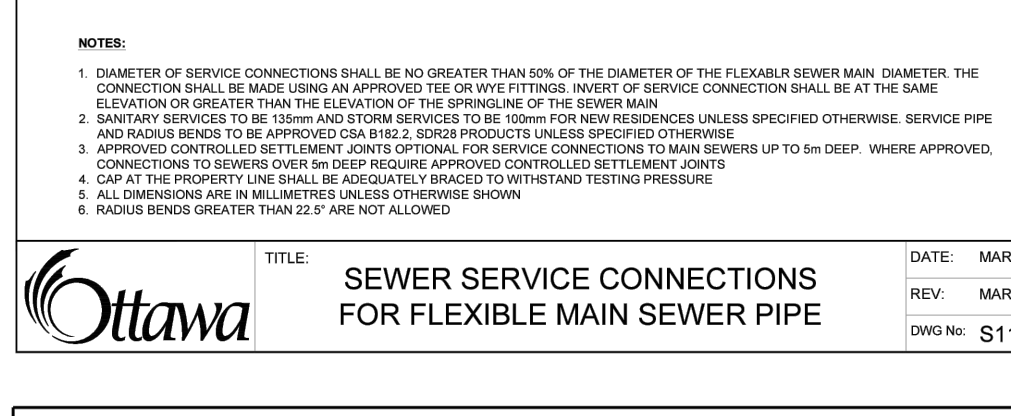 NOTES:
1. DIAMETER OF SERVICE CONNECTIONS SHALL BE NO GREATER THAN 50% OF THE DIAMETER OF THE FLEXABLR SEWER MAIN DIAMETER. THE
CONNECTION SHALL BE MADE USING AN APPROVED TEE OR WYE FITTINGS. INVERT OF SERVICE CONNECTION SHALL BE AT THE SAME
ELEVATION OR GREATER THAN THE ELEVATION OF THE SPRINGLINE OF THE SEWER MAIN
2. SANITARY SERVICES TO BE 135mm AND STORM SERVICES TO BE 100mm FOR NEW RESIDENCES UNLESS SPECIFIED OTHERWISE. SERVICE PIPE
AND RADIUS BENDS TO BE APPROVED CSA B182.2, SDR28 PRODUCTS UNLESS SPECIFIED OTHERWISE
3. APPROVED CONTROLLED SETTLEMENT JOINTS OPTIONAL FOR SERVICE CONNECTIONS TO MAIN SEWERS UP TO 5m DEEP. WHERE APPROVED,
CONNECTIONS TO SEWERS OVER 5m DEEP REQUIRE APPROVED CONTROLLED SETTLEMENT JOINTS
4. CAP AT THE PROPERTY LINE SHALL BE ADEQUATELY BRACED TO WITHSTAND TESTING PRESSURE
5. ALL DIMENSIONS ARE IN MILLIMETRES UNLESS OTHERWISE SHOWN
6. RADIUS BENDS GREATER THAN 22.5° ARE NOT ALLOWED
Ottawa
TITLE:
SEWER SERVICE CONNECTIONS
FOR FLEXIBLE MAIN SEWER PIPE
DATE: MAR
REV: MAR
DWG No: S11